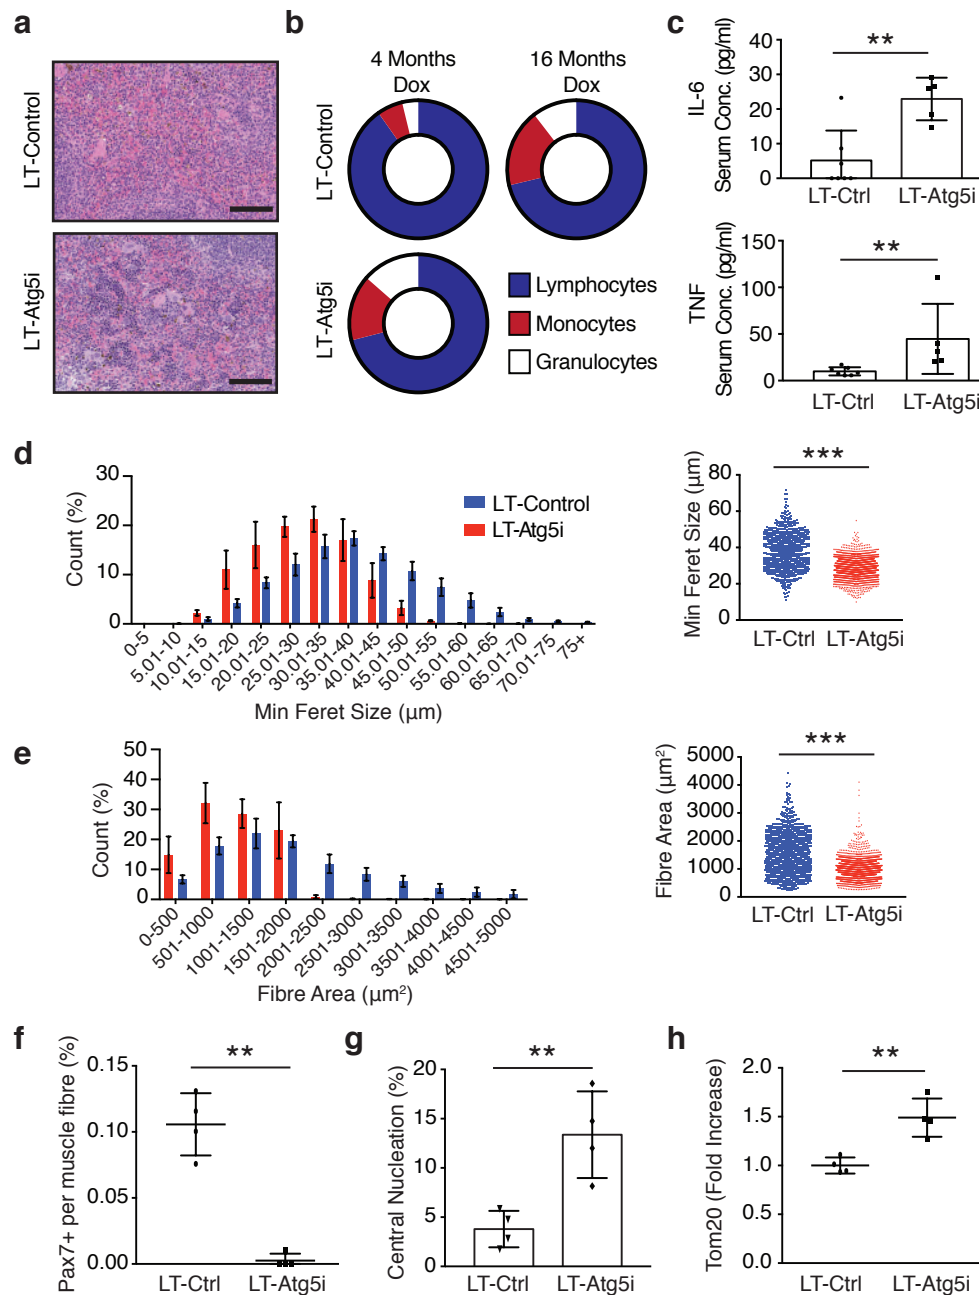 a
LT-Control
LT-Atg5i
b
4 Months
Dox
16 Months
Dox
LT-Control
LT-Atg5i
Lymphocytes
Monocytes
Granulocytes
c
IL-6
Serum Conc. (pg/ml)
40
30
20
10
0
**
LT-Ctrl
LT-Atg5i
TNF
Serum Conc. (pg/ml)
150
100
50
0
**
LT-Ctrl
LT-Atg5i
d
Count (%)
30
20
10
0
LT-Control
LT-Atg5i
0-5
5.01-10
10.01-15
15.01-20
20.01-25
25.01-30
30.01-35
35.01-40
40.01-45
45.01-50
50.01-55
55.01-60
60.01-65
65.01-70
70.01-75
75+
Min Feret Size (µm)
Min Feret Size (µm)
80
60
40
20
0
***
LT-Ctrl
LT-Atg5i
e
Count (%)
50
40
30
20
10
0
0-500
501-1000
1001-1500
1501-2000
2001-2500
2501-3000
3001-3500
3501-4000
4001-4500
4501-5000
Fibre Area (µm²)
Fibre Area (µm²)
5000
4000
3000
2000
1000
0
***
LT-Ctrl
LT-Atg5i
f
Pax7+ per muscle fibre (%)
0.15
0.10
0.05
0.00
**
LT-Ctrl
LT-Atg5i
g
Central Nucleation (%)
20
15
10
5
0
**
LT-Ctrl
LT-Atg5i
h
Tom20 (Fold Increase)
2.0
1.5
1.0
0.5
0.0
**
LT-Ctrl
LT-Atg5i